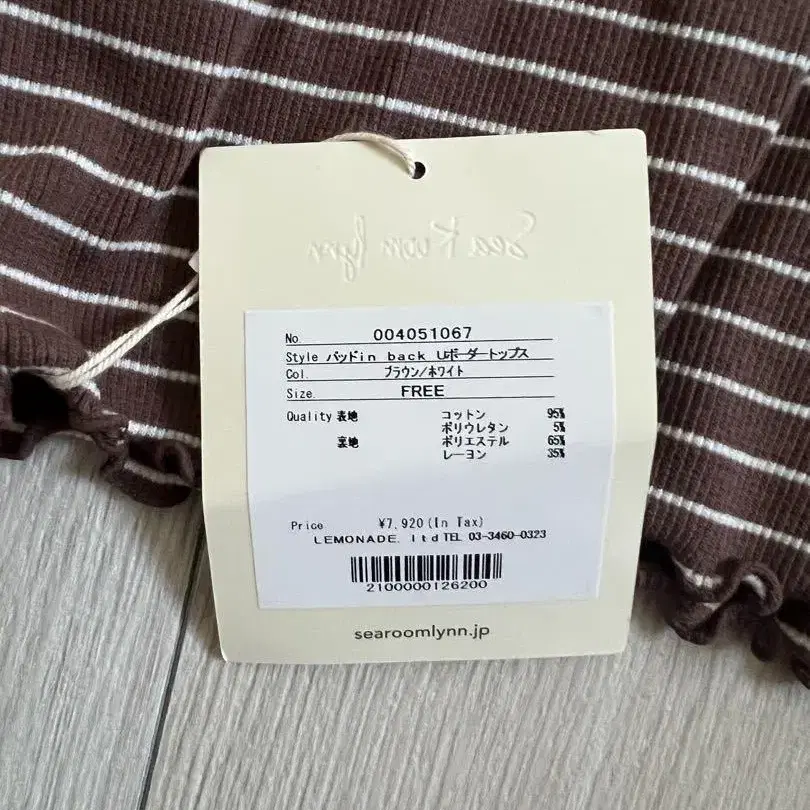 Sea Room lynn
No. 004051067
Style パッドin back Uボーダートップス
Col. ブラウン/ホワイト
Size. FREE
Quality 表地 コットン 95%
ポリウレタン 5%
裏地 ポリエステル 65%
レーヨン 35%
Price ¥7,920(In Tax)
LEMONADE. ltd TEL 03-3460-0323
2100000126200
searoomlynn.jp